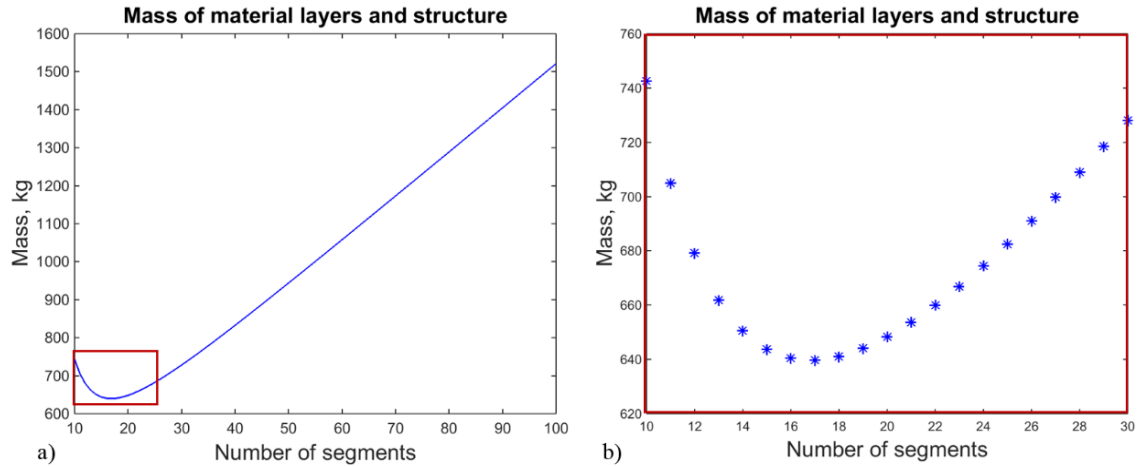 Mass of material layers and structure
1600
1500
1400
1300
1200
1100
1000
900
800
700
600
Mass, kg
10 20 30 40 50 60 70 80 90 100
Number of segments
a)
Mass of material layers and structure
760
740
720
700
680
660
640
620
Mass, kg
10 12 14 16 18 20 22 24 26 28 30
Number of segments
b)